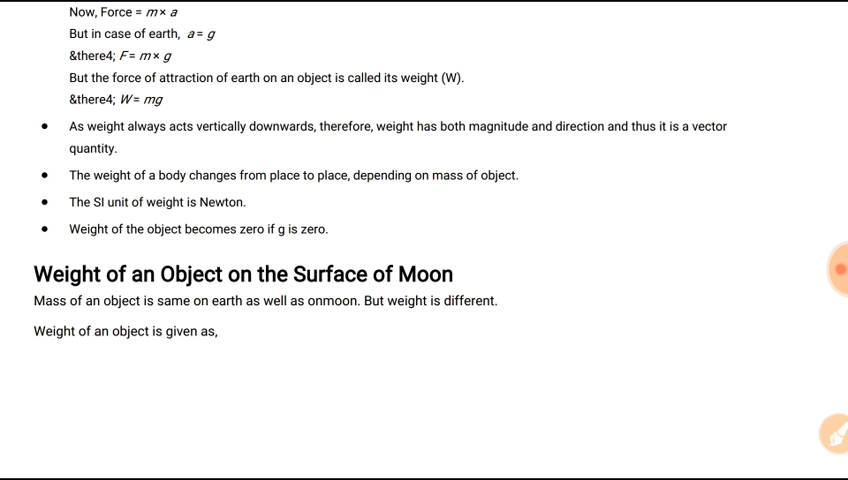 Now, Force = m× a
But in case of earth, a= g
&there4; F= m× g
But the force of attraction of earth on an object is called its weight (W).
&there4; W= mg
• As weight always acts vertically downwards, therefore, weight has both magnitude and direction and thus it is a vector
quantity.
• The weight of a body changes from place to place, depending on mass of object.
• The SI unit of weight is Newton.
• Weight of the object becomes zero if g is zero.
Weight of an Object on the Surface of Moon
Mass of an object is same on earth as well as onmoon. But weight is different.
Weight of an object is given as,